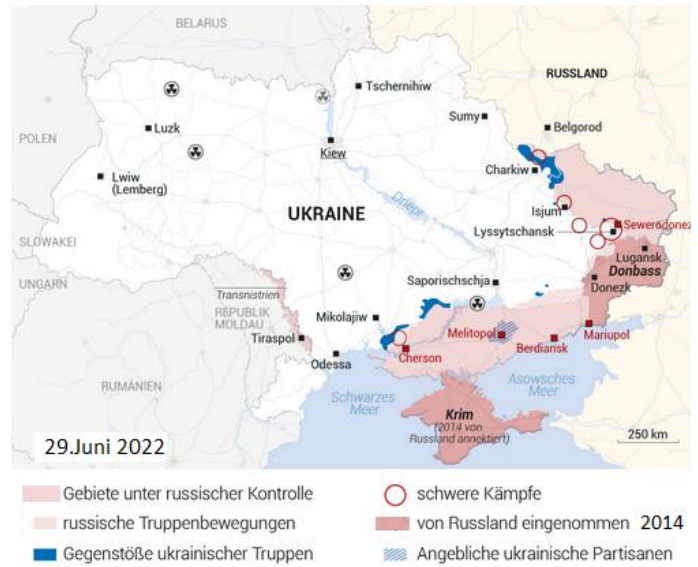 BELARUS
RUSSLAND
POLEN
Tschernihiw
Sumy
Belgorod
Luzk
Kiew
Charkiw
Lwiw
(Lemberg)
Dnepr
UKRAINE
Isjum
SLOWAKEI
Lyssytschansk
Sewerodonez
UNGARN
Lugansk
Donbass
Saporischschja
Donezk
Transnistrien
REPUBLIK
MOLDAU
Mikolajiw
Tiraspol
Melitopol
Mariupol
Cherson
Berdiansk
Odessa
RUMÄNIEN
Schwarzes
Meer
Asowsches
Meer
Krim
(2014 von
Russland annektiert)
250 km
29.Juni 2022
Gebiete unter russischer Kontrolle
schwere Kämpfe
russische Truppenbewegungen
von Russland eingenommen 2014
Gegenstöße ukrainischer Truppen
Angebliche ukrainische Partisanen